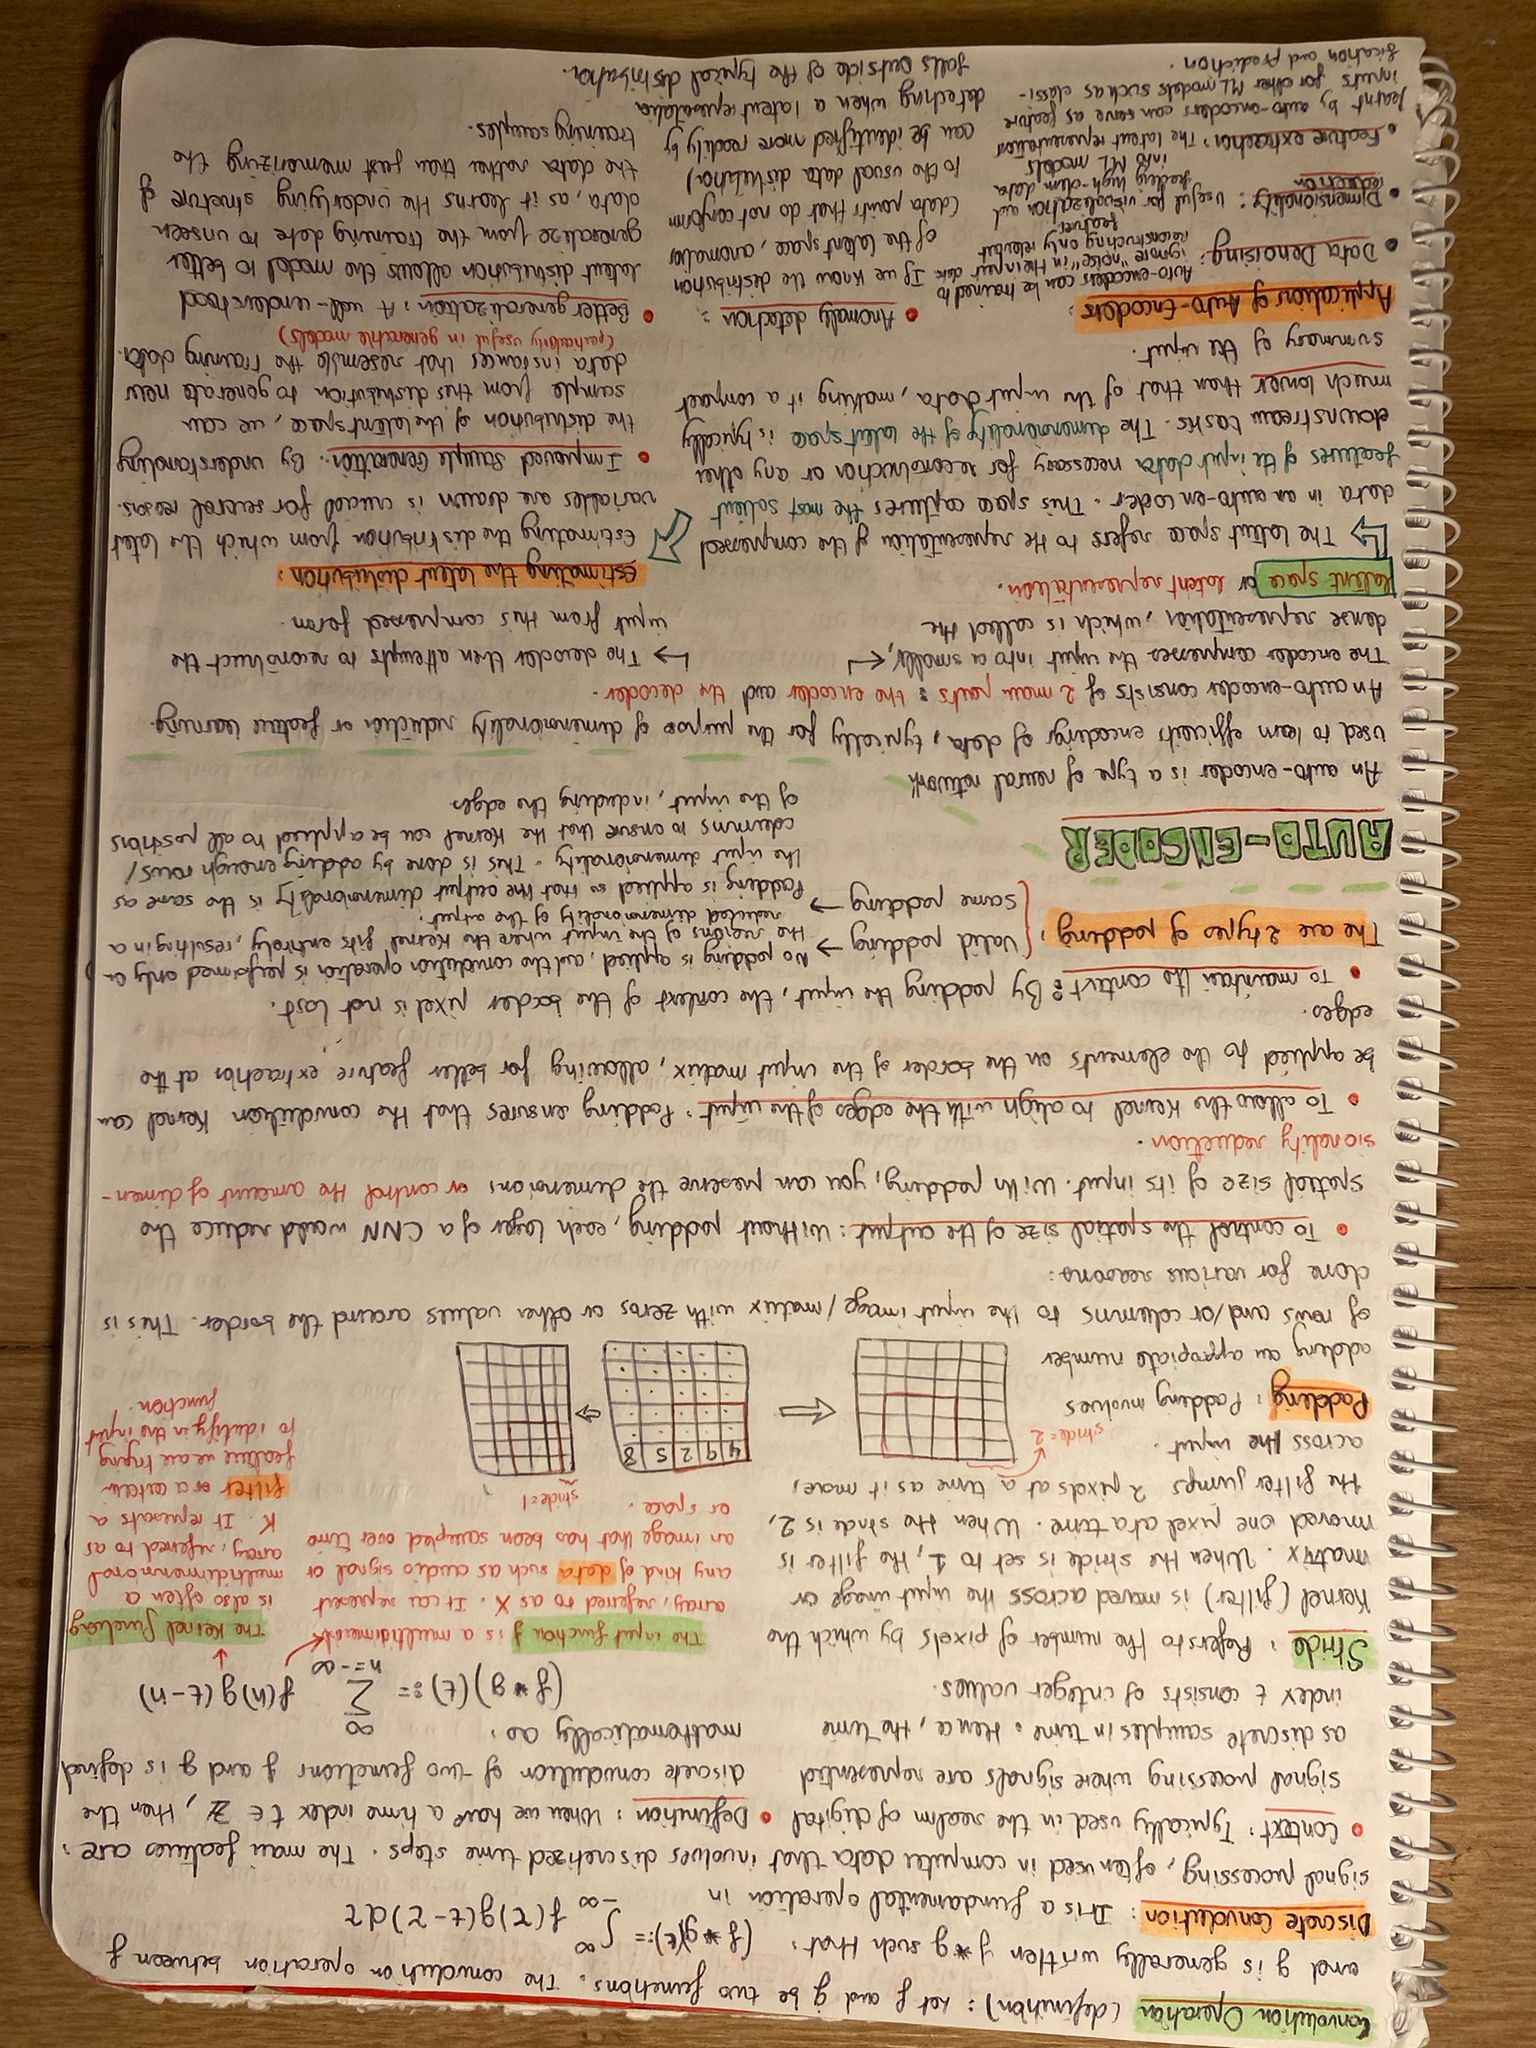 Convolution Operation (definition): Let f and g be two functions. The convolution operation between f
and g is generally written f*g such that: (f*g)(t):= ∫_{-∞}^{∞} f(τ)g(t-τ)dτ
Discrete Convolution: It is a fundamental operation in
signal processing, often used in computer data that involves discretized time steps. The main features are:
• Context: Typically used in the realm of digital
signal processing where signals are represented
as discrete samples in time. Hence, the time
index t consists of integer values.
• Definition: When we have a time index t ∈ ℤ, then the
discrete convolution of two functions f and g is defined
mathematically as:
(f*g)(t) := ∑_{n=-∞}^{∞} f(n)g(t-n)
Stride: Refers to the number of pixels by which the
Kernel (filter) is moved across the input image or
matrix. When the stride is set to 1, the filter is
moved one pixel at a time. When the stride is 2,
the filter jumps 2 pixels at a time as it moves
across the input.
The input function f is a multidimensional
array, referred to as X. It can represent
any kind of data such as audio signal or
an image that has been sampled over time
or space.
The Kernel function g
is also often a
multidimensional
array, referred to as
K. It represents a
filter or a certain
feature we are trying
to identify in the input
function.
stride=2
4 9 2 5 8
stride=1
Padding: Padding involves
adding an appropiate number
of rows and/or columns to the input image/matrix with zeros or other values around the border. This is
done for various reasons:
• To control the spatial size of the output: Without padding, each layer of a CNN would reduce the
spatial size of its input. With padding, you can preserve the dimensions or control the amount of dimen-
sionality reduction.
• To allow the Kernel to align with the edges of the input: Padding ensures that the convolution Kernel can
be applied to the elements on the border of the input matrix, allowing for better feature extraction at the
edges.
• To maintain the context: By padding the input, the context of the border pixel is not lost.
The are 2 types of padding:
Valid padding → No padding is applied, and the convolution operation is performed only on
the regions of the input where the Kernel fits entirely, resulting in a
reduced dimensionality of the output.
same padding → Padding is applied so that the output dimensionality is the same as
the input dimensionality. This is done by adding enough rows/
columns to ensure that the Kernel can be applied to all positions
of the input, including the edges.
AUTO-ENCODER
An auto-encoder is a type of neural network
used to learn efficients encodings of data, typically for the purpose of dimensionality reduction or feature learning.
An auto-encoder consists of 2 main parts: the encoder and the decoder.
The encoder compresses the input into a smaller,
dense representation, which is called the
latent space or latent representation.
↳ The decoder then attempts to reconstruct the
input from this compressed form.
↳ The latent space refers to the representation of the compressed
data in an auto-encoder. This space captures the most salient
features of the input data necessary for reconstruction or any other
downstream tasks. The dimensionality of the latent space is typically
much lower than that of the input data, making it a compact
summary of the input.
Estimating the latent distribution:
Estimating the distribution from which the latent
variables are drawn is crucial for several reasons.
• Improved Sample Generation: By understanding
the distribution of the latent space, we can
sample from this distribution to generate new
data instances that resemble the training data.
(particularly useful in generative models)
• Better generalization: A well-understood
latent distribution allows the model to better
generalize from the training data to unseen
data, as it learns the underlying structure of
the data rather than just memorizing the
training samples.
• Anomaly detection:
If we know the distribution
of the latent space, anomalies
(data points that do not conform
to the usual data distribution)
can be identified more readily by
detecting when a latent representation
falls outside of the typical distribution.
Applications of Auto-Encoders:
• Data Denoising: Auto-encoders can be trained to
ignore "noise" in the input data
reconstructing only relevant
features
• Dimensionality reduction: Useful for visualization and
feeding high-dim data
into ML models
• Feature extraction: The latent representations
learnt by auto-encoders can serve as feature
inputs for other ML models such as classi-
fication and prediction.